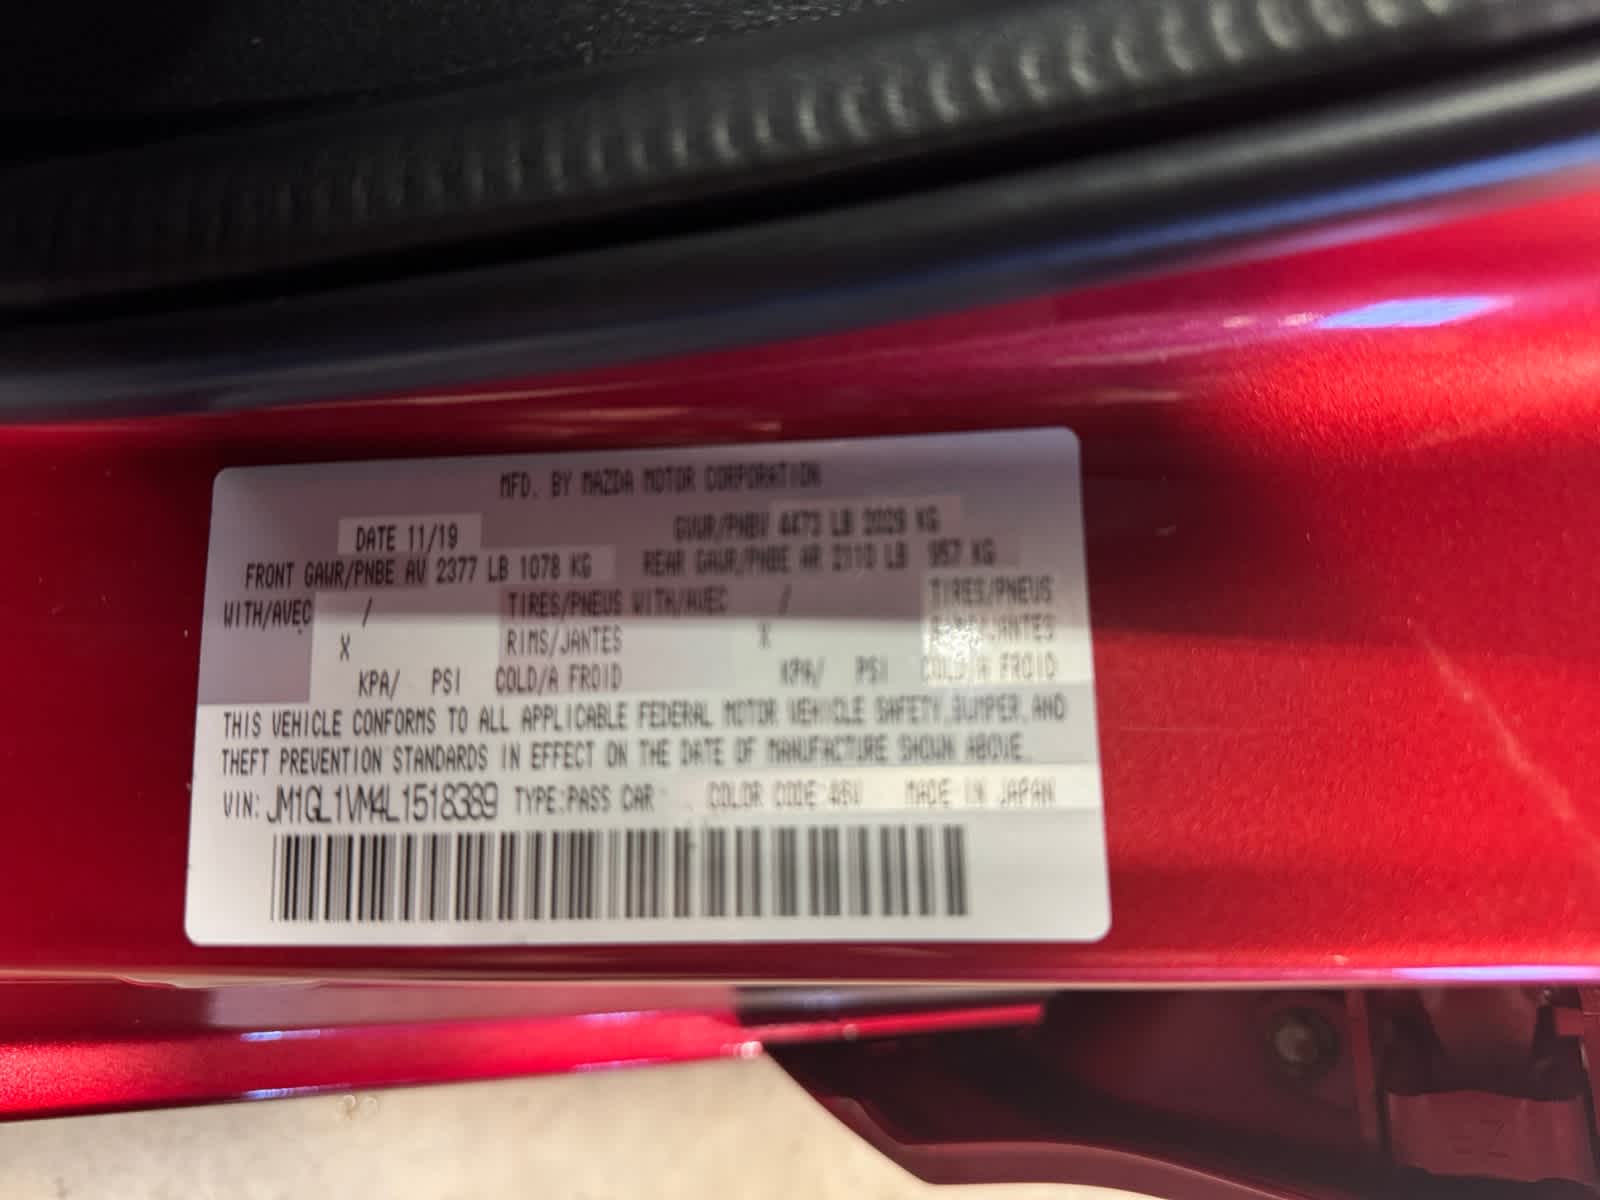 MFD. BY MAZDA MOTOR CORPORATION
DATE 11/19 GVWR/PNBV 4473 LB 2029 KG
FRONT GAWR/PNBE AV 2377 LB 1078 KG REAR GAWR/PNBE AR 2110 LB 957 KG
WITH/AVEC / TIRES/PNEUS WITH/AVEC / TIRES/PNEUS
X RIMS/JANTES X RIMS/JANTES
KPA/ PSI COLD/A FROID KPA/ PSI COLD/A FROID
THIS VEHICLE CONFORMS TO ALL APPLICABLE FEDERAL MOTOR VEHICLE SAFETY,BUMPER,AND
THEFT PREVENTION STANDARDS IN EFFECT ON THE DATE OF MANUFACTURE SHOWN ABOVE.
VIN: JM1GL1VM4L1518389 TYPE:PASS CAR COLOR CODE:46V MADE IN JAPAN